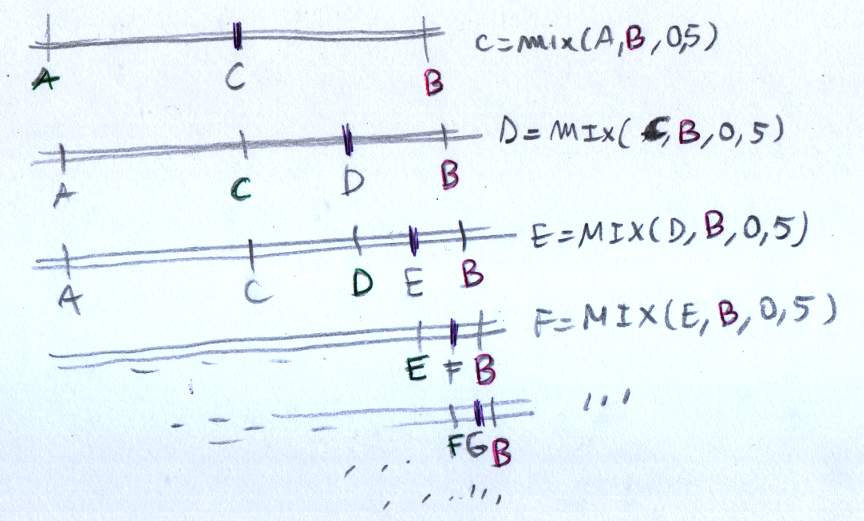 C=mix(A,B,0,5)
A C B
D=MIX(C,B,0,5)
A C D B
E=MIX(D,B,0,5)
A C D E B
F=MIX(E,B,0,5)
E F B
...
F G B